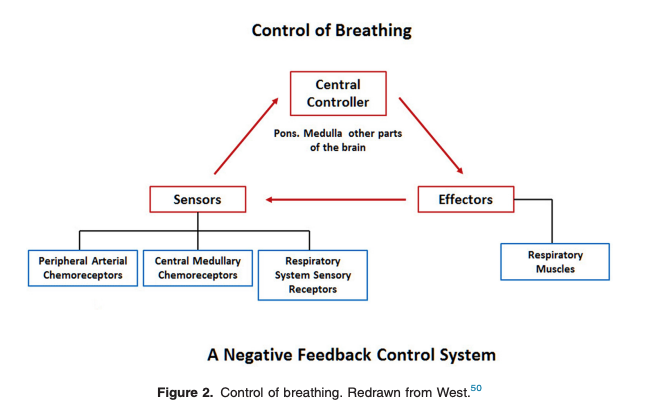 Control of Breathing
Central
Controller
Pons. Medulla other parts
of the brain
Sensors
Effectors
Peripheral Arterial
Chemoreceptors
Central Medullary
Chemoreceptors
Respiratory
System Sensory
Receptors
Respiratory
Muscles
A Negative Feedback Control System
Figure 2. Control of breathing. Redrawn from West.50